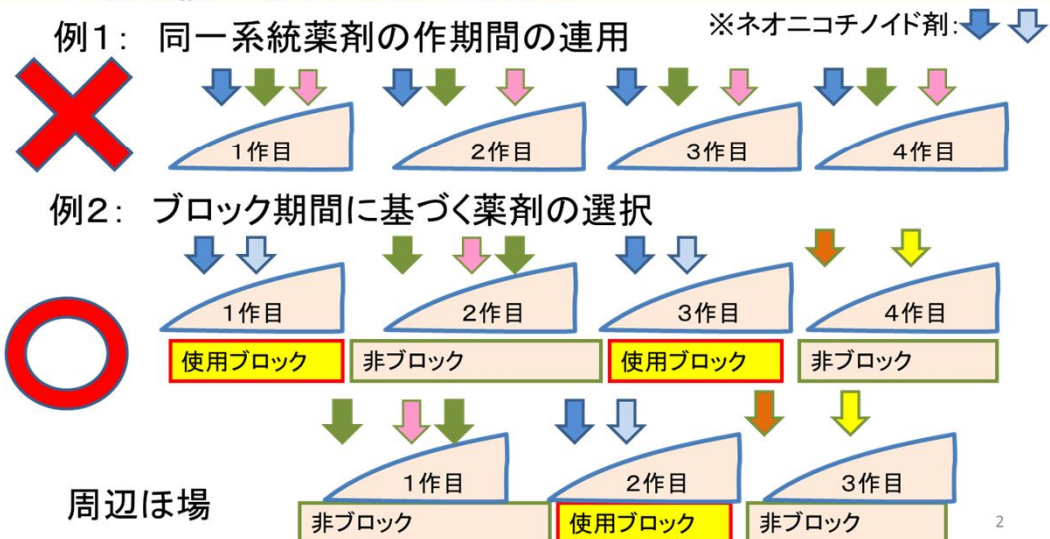 例1： 同一系統薬剤の作期間の連用
※ネオニコチノイド剤:
1作目 2作目 3作目 4作目
例2： ブロック期間に基づく薬剤の選択
1作目 2作目 3作目 4作目
使用ブロック 非ブロック 使用ブロック 非ブロック
1作目 2作目 3作目
周辺ほ場
非ブロック 使用ブロック 非ブロック
2